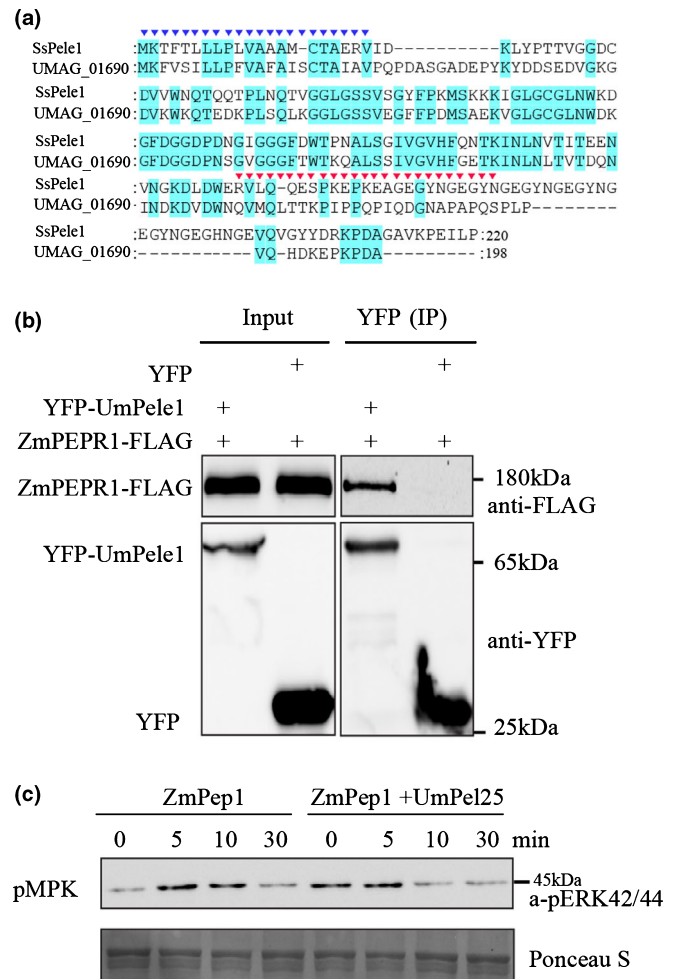 (a)
SsPele1 :MKTFTLLLPLVAAAAM-CTAERVID----------KLYPTTVGGDC
UMAG_01690 :MKFVSILLPFVAFAISCTAIAVPQPDASGADEPYKYDDSEDVGKG
SsPele1 :DVVWNQTQQTPLNQTVGGLGSSVSGYFPKMSKKKIGLGCGLNWKD
UMAG_01690 :DVKWKQTEDKPLSQLKGGLGSSVEGFFPDMSAEKVGLGCGLNWKD
SsPele1 :GFDGGDPDNGIGGGFDWTPNALSGIVGVHFQNTKINLNVTITEEN
UMAG_01690 :GFDGGDPNSGVGGGFTWTKQALSSIVGVHFGETKINLNLTVTDQN
SsPele1 :VNGKDLDWERVLQ-QESPKEPKEAGEGYNGEGYNGEGYNGEGYNG
UMAG_01690 :INDKDVDWNQVMQLTTKPIPPQPIQDGNAPAPQSPLPLP--------
SsPele1 :EGYNGEGHNGEVQVGYYDRKPDAGAVKPEILP:220
UMAG_01690 :-----------VQ-HDKEPKPDA---------:198
(b)
Input YFP (IP)
YFP + +
YFP-UmPele1 + +
ZmPEPR1-FLAG + + + +
ZmPEPR1-FLAG 180kDa
anti-FLAG
YFP-UmPele1 65kDa
anti-YFP
YFP 25kDa
(c)
ZmPep1 ZmPep1 +UmPel25
0 5 10 30 0 5 10 30 min
pMPK 45kDa
a-pERK42/44
Ponceau S